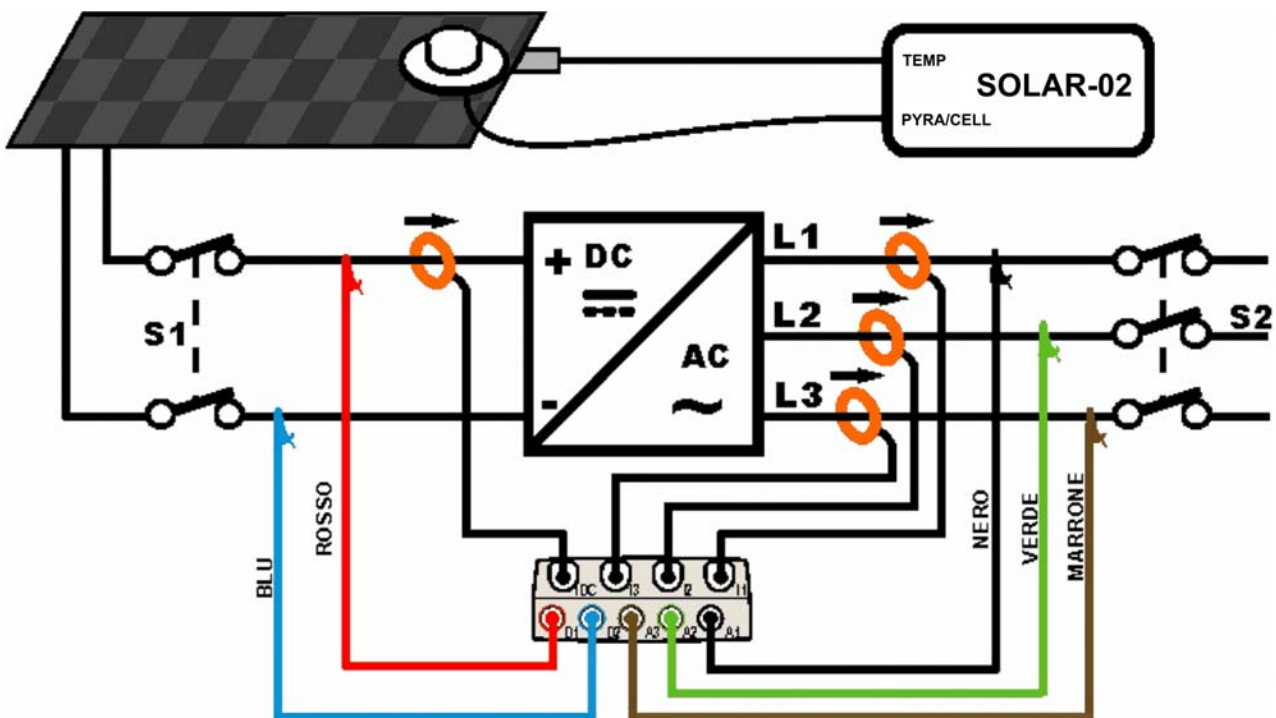 TEMP
SOLAR-02
PYRA/CELL
L1
+ DC
L2
S1
S2
AC
L3
-
~
ROSSO
BLU
NERO
VERDE
MARRONE
IDC I3 I2 I1
D1 D2 A3 A2 A1